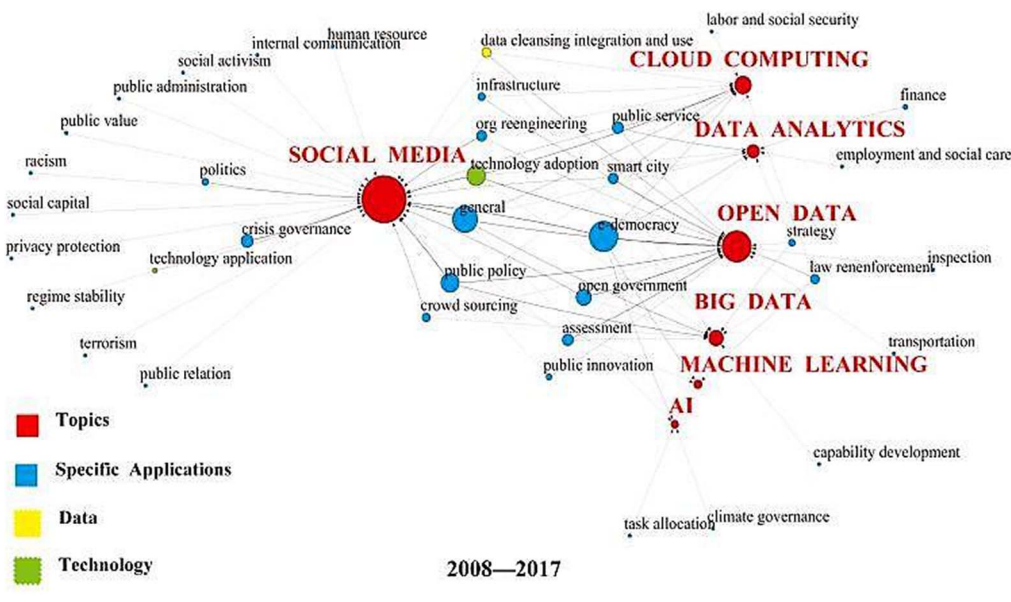 labor and social security
human resource
internal communication
data cleansing integration and use
social activism
CLOUD COMPUTING
public administration
infrastructure
finance
public value
org reengineering
public service
DATA ANALYTICS
SOCIAL MEDIA
racism
politics
technology adoption
smart city
employment and social care
social capital
general
OPEN DATA
crisis governance
e-democracy
strategy
privacy protection
technology application
public policy
law renenforcement
inspection
regime stability
crowd sourcing
open government
BIG DATA
assessment
terrorism
transportation
public relation
public innovation
MACHINE LEARNING
AI
Topics
Specific Applications
capability development
Data
task allocation
climate governance
Technology
2008—2017